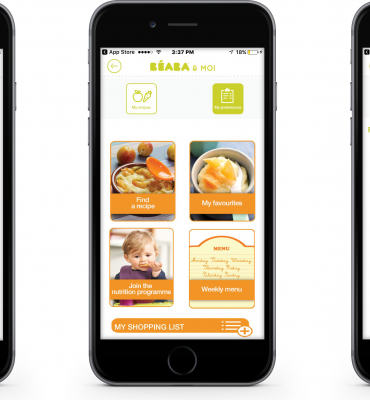 App Store 3:37 PM 18%
BÉABA & MOI
My recipes
My preferences
Find
a recipe
My favourites
Join the
nutrition programme
MENU
Monday Tuesday Wednesday
Thursday Friday
Saturday Sunday
Weekly menu
MY SHOPPING LIST